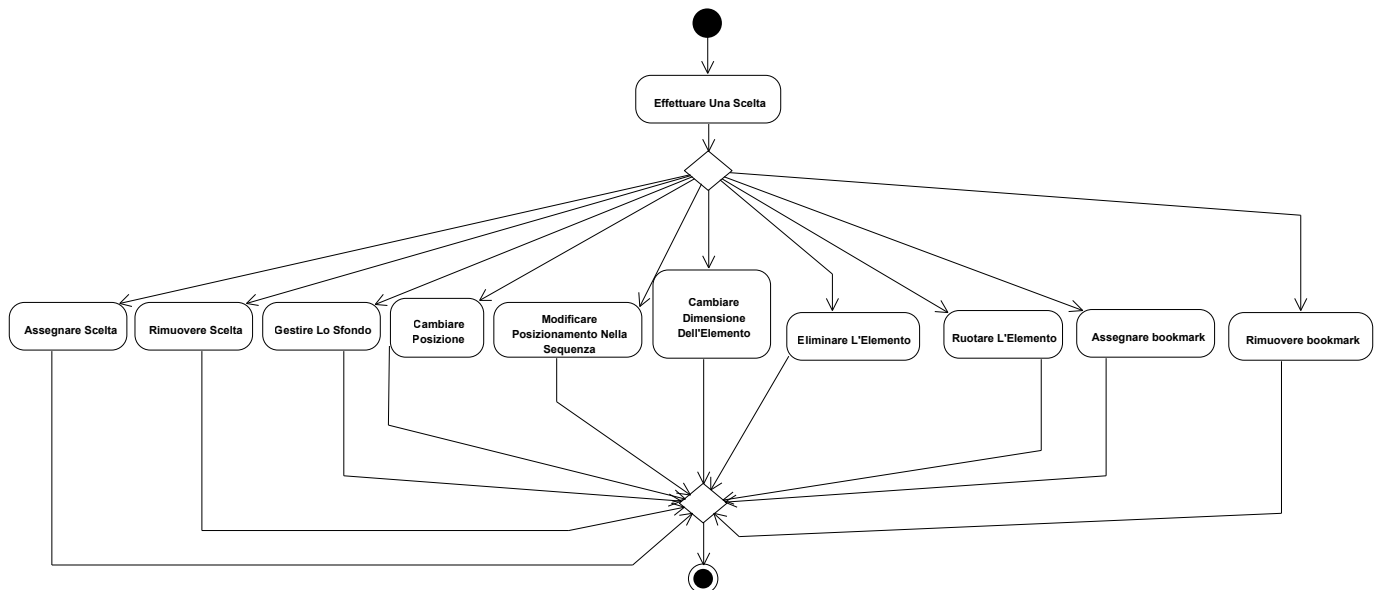 Effettuare Una Scelta
Assegnare Scelta
Rimuovere Scelta
Gestire Lo Sfondo
Cambiare
Posizione
Modificare
Posizionamento Nella
Sequenza
Cambiare
Dimensione
Dell'Elemento
Eliminare L'Elemento
Ruotare L'Elemento
Assegnare bookmark
Rimuovere bookmark